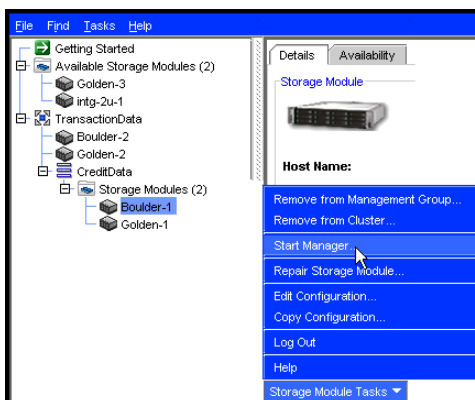 File Find Tasks Help
Getting Started
Available Storage Modules (2)
Golden-3
intg-2u-1
TransactionData
Boulder-2
Golden-2
CreditData
Storage Modules (2)
Boulder-1
Golden-1
Details Availability
Storage Module
Host Name:
Remove from Management Group...
Remove from Cluster...
Start Manager...
Repair Storage Module...
Edit Configuration...
Copy Configuration...
Log Out
Help
Storage Module Tasks